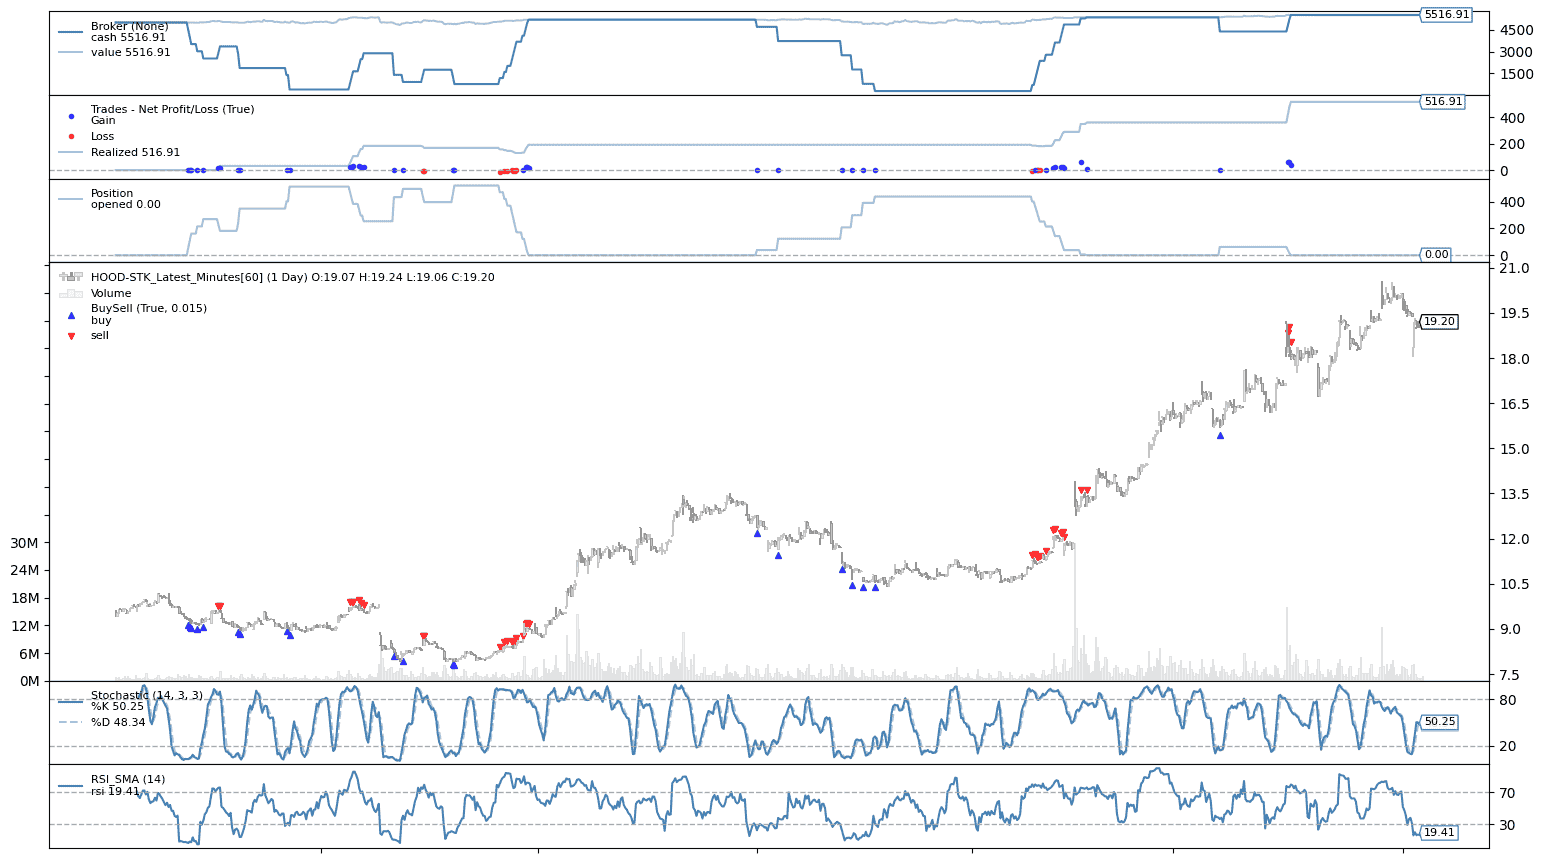 Broker (None)
cash 5516.91
value 5516.91
5516.91
4500
3000
1500
Trades - Net Profit/Loss (True)
Gain
Loss
Realized 516.91
516.91
400
200
0
Position
opened 0.00
400
200
0
0.00
HOOD-STK_Latest_Minutes[60] (1 Day) O:19.07 H:19.24 L:19.06 C:19.20
Volume
BuySell (True, 0.015)
buy
sell
21.0
19.5
19.20
18.0
16.5
15.0
13.5
12.0
10.5
9.0
7.5
30M
24M
18M
12M
6M
0M
Stochastic (14, 3, 3)
%K 50.25
%D 48.34
80
50.25
20
RSI_SMA (14)
rsi 19.41
70
30
19.41